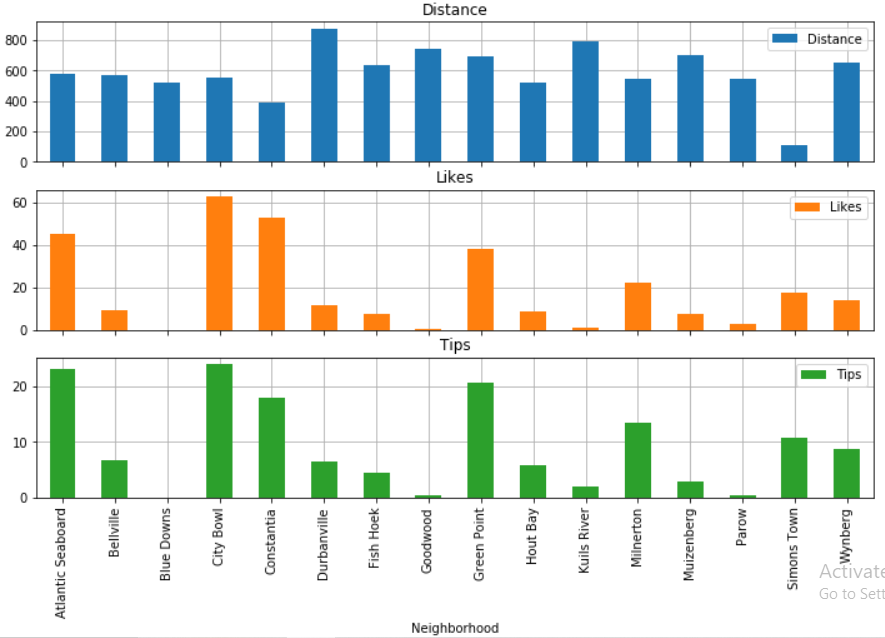 Distance
Distance
800
600
400
200
0
Likes
Likes
60
40
20
0
Tips
Tips
20
10
0
Atlantic Seaboard
Bellville
Blue Downs
City Bowl
Constantia
Durbanville
Fish Hoek
Goodwood
Green Point
Hout Bay
Kuils River
Milnerton
Muizenberg
Parow
Simons Town
Wynberg
Neighborhood
Activate
Go to Sett